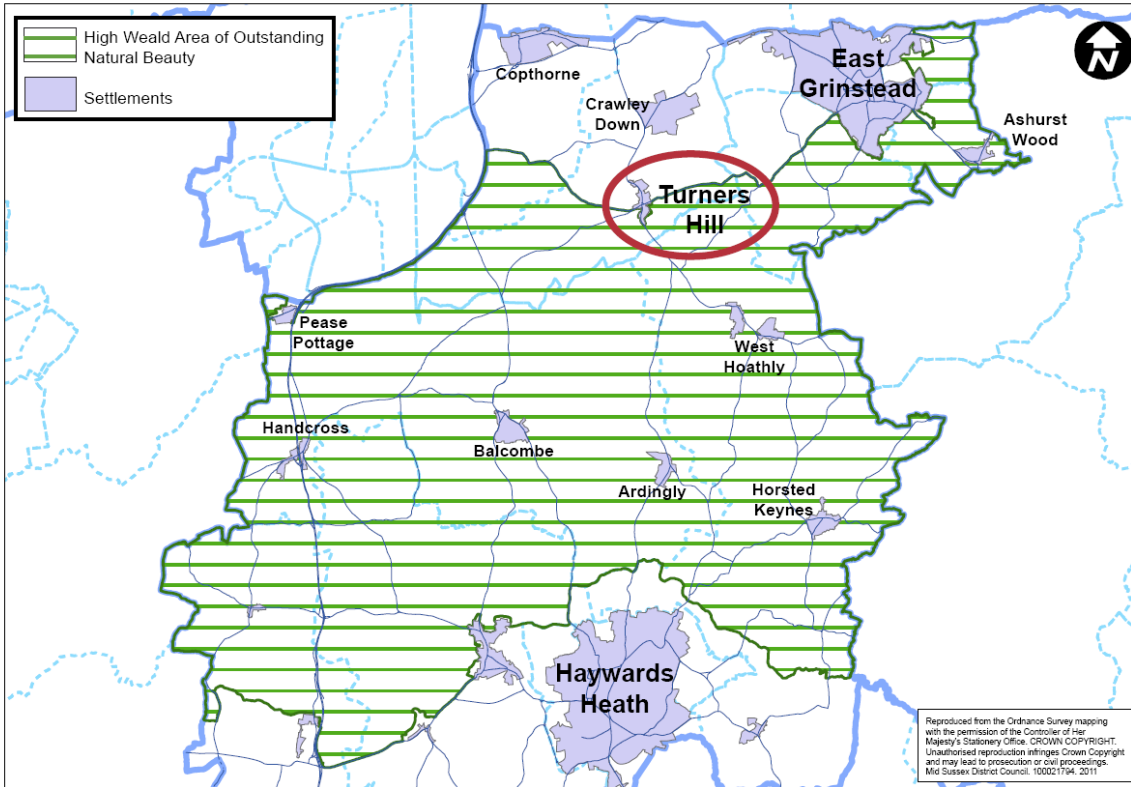 High Weald Area of Outstanding
Natural Beauty
Settlements
N
Copthorne
East
Grinstead
Crawley
Down
Ashurst
Wood
Turners
Hill
Pease
Pottage
West
Hoathly
Handcross
Balcombe
Ardingly
Horsted
Keynes
Haywards
Heath
Reproduced from the Ordnance Survey mapping
with the permission of the Controller of Her
Majesty's Stationery Office. CROWN COPYRIGHT.
Unauthorised reproduction infringes Crown Copyright
and may lead to prosecution or civil proceedings.
Mid Sussex District Council. 100021794. 2011